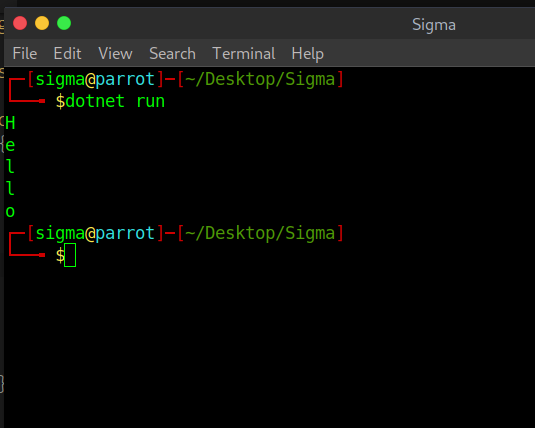 Sigma
File Edit View Search Terminal Help
[sigma@parrot]-[~/Desktop/Sigma]
$dotnet run
H
e
l
l
o
[sigma@parrot]-[~/Desktop/Sigma]
$